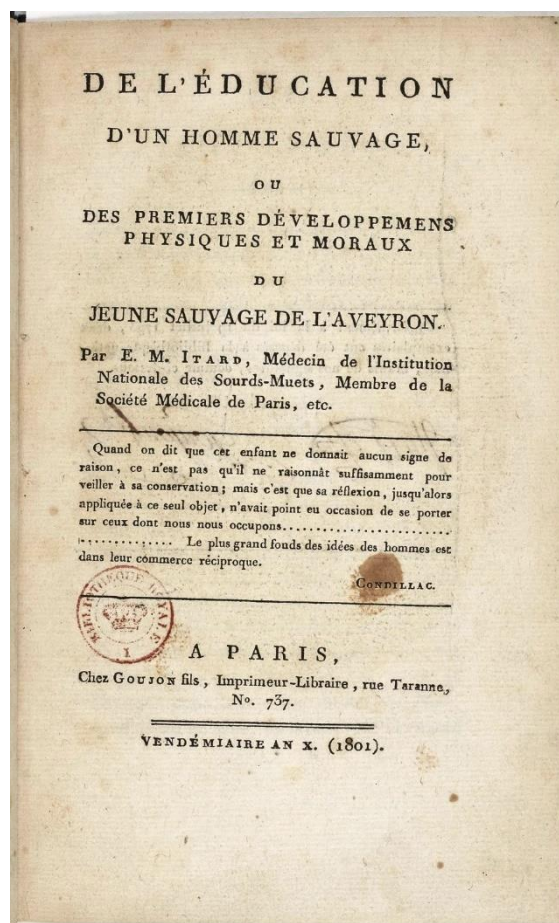 DE L'ÉDUCATION
D'UN HOMME SAUVAGE,
OU
DES PREMIERS DÉVELOPPEMENS
PHYSIQUES ET MORAUX
DU
JEUNE SAUVAGE DE L'AVEYRON.
Par E. M. ITARD, Médecin de l'Institution
Nationale des Sourds-Muets, Membre de la
Société Médicale de Paris, etc.
Quand on dit que cet enfant ne donnait aucun signe de
raison, ce n'est pas qu'il ne raisonnât suffisamment pour
veiller à sa conservation; mais c'est que sa réflexion, jusqu'alors
appliquée à ce seul objet, n'avait point eu occasion de se porter
sur ceux dont nous nous occupons......................
.............. Le plus grand fonds des idées des hommes est
dans leur commerce réciproque.
CONDILLAC.
BIBLIOTHEQUE ROYALE
I
A PARIS,
Chez GOUJON fils, Imprimeur-Libraire, rue Taranne,
No. 737.
VENDÉMIAIRE AN X. (1801).